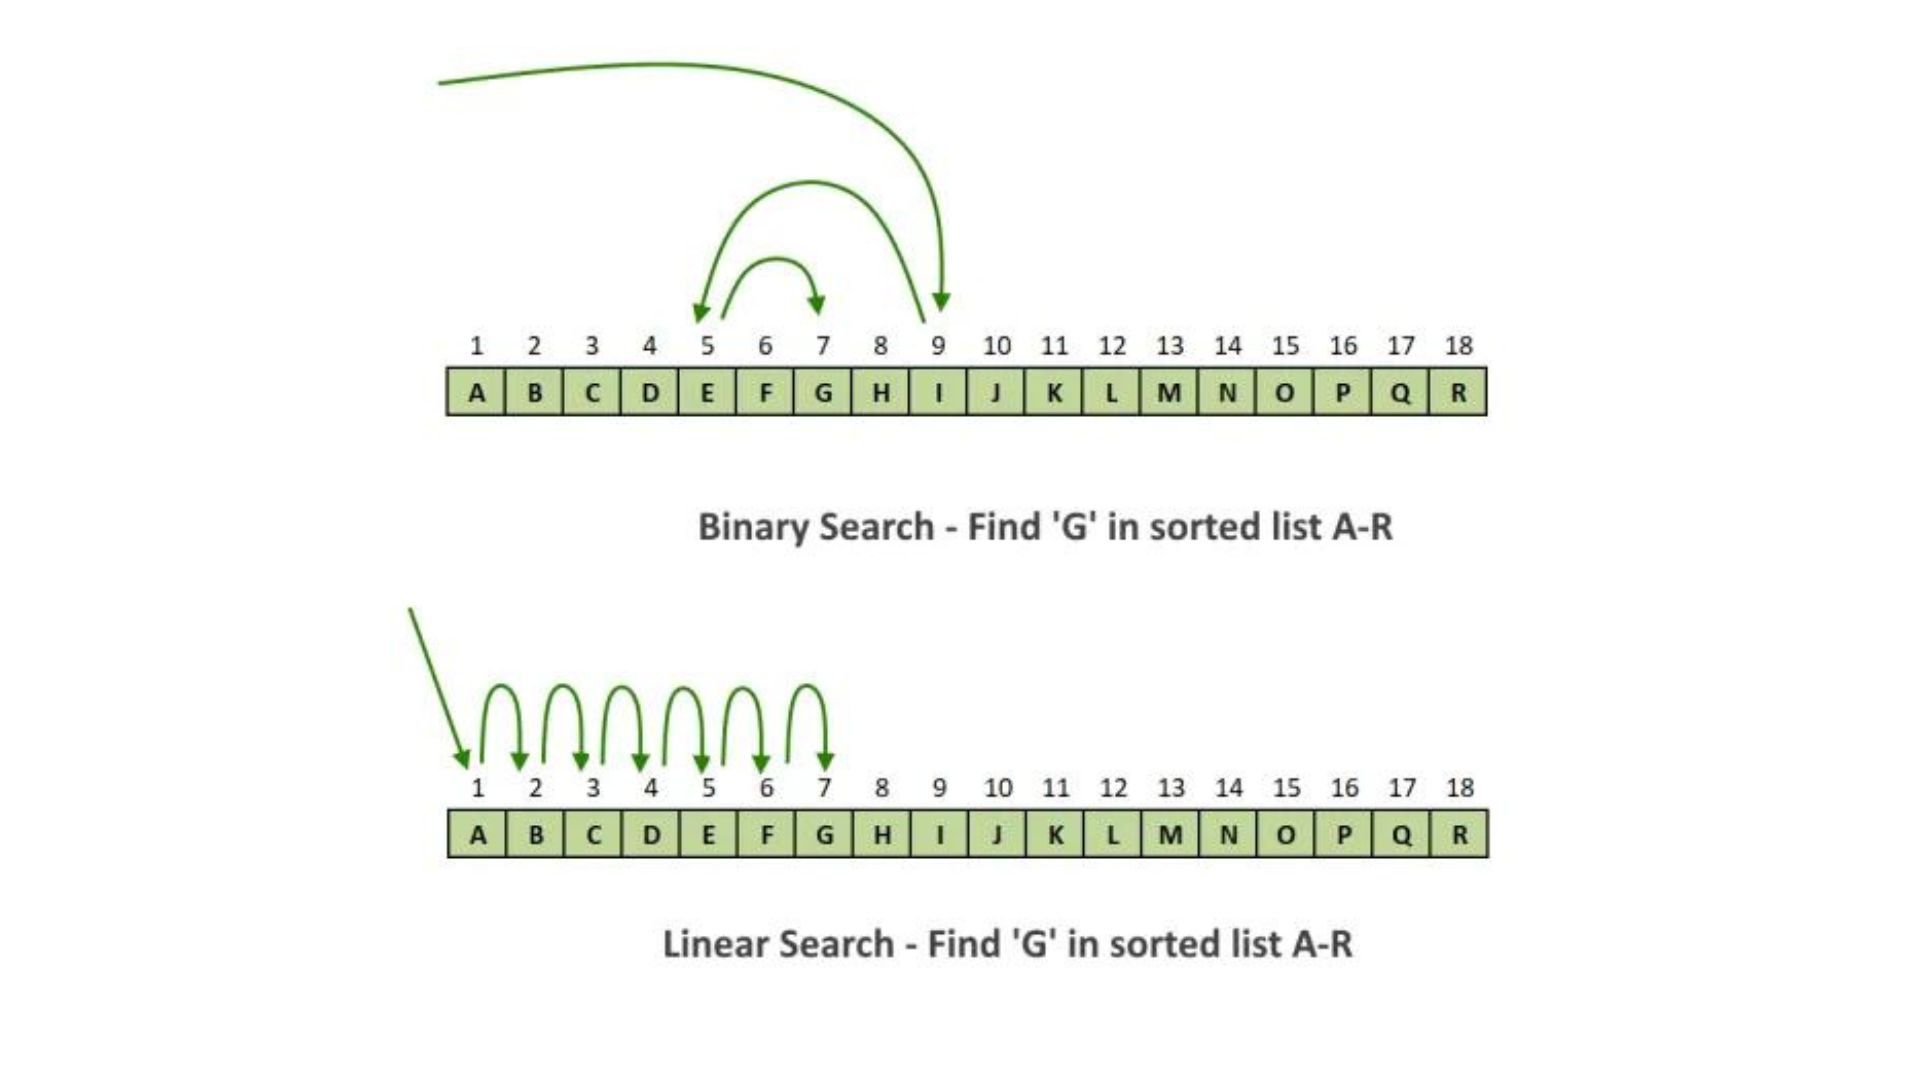 1 2 3 4 5 6 7 8 9 10 11 12 13 14 15 16 17 18
A B C D E F G H I J K L M N O P Q R
Binary Search - Find 'G' in sorted list A-R
1 2 3 4 5 6 7 8 9 10 11 12 13 14 15 16 17 18
A B C D E F G H I J K L M N O P Q R
Linear Search - Find 'G' in sorted list A-R